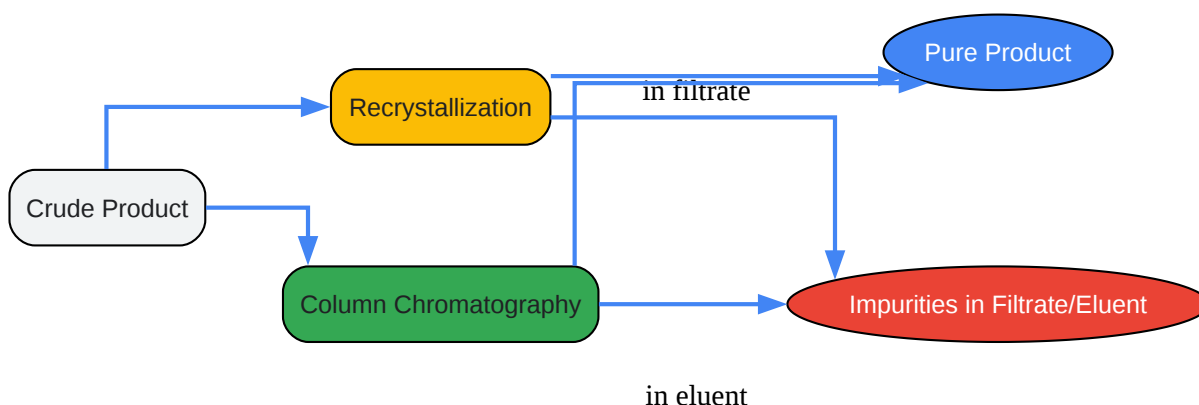 Pure Product
in filtrate
Recrystallization
Crude Product
Column Chromatography
Impurities in Filtrate/Eluent
in eluent